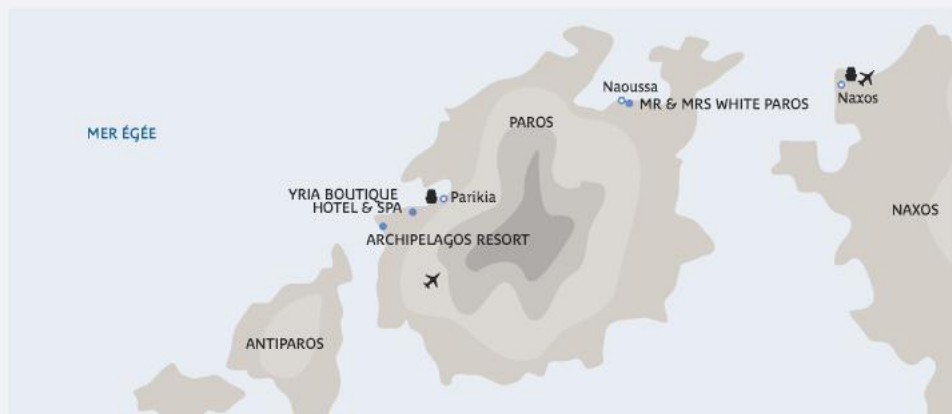 Naoussa
MR & MRS WHITE PAROS
Naxos
PAROS
MER ÉGÉE
YRIA BOUTIQUE
HOTEL & SPA
Parikia
ARCHIPELAGOS RESORT
NAXOS
ANTIPAROS